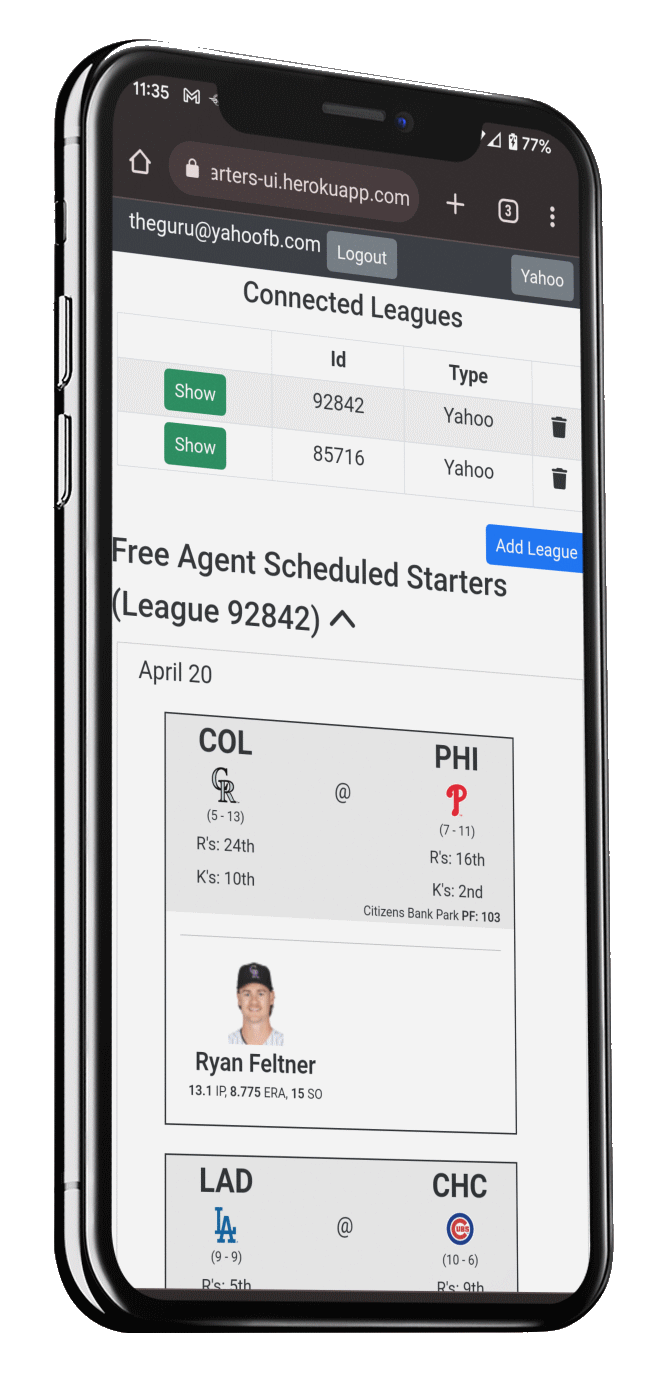 11:35 77%
arters-ui.herokuapp.com 3
theguru@yahoofb.com Logout Yahoo
Connected Leagues
Id Type
Show 92842 Yahoo
Show 85716 Yahoo
Add League
Free Agent Scheduled Starters
(League 92842)
April 20
COL @ PHI
(5 - 13) (7 - 11)
R's: 24th R's: 16th
K's: 10th K's: 2nd
Citizens Bank Park PF: 103
Ryan Feltner
13.1 IP, 8.775 ERA, 15 SO
LAD @ CHC
LA CUBS
(9 - 9) (10 - 6)
R's: 5th R's: 9th